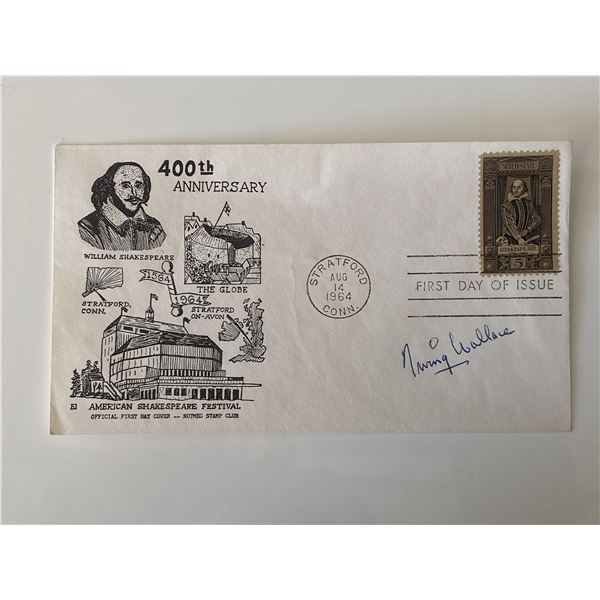 400th
ANNIVERSARY
WILLIAM SHAKESPEARE
THE GLOBE
1564
1964
STRATFORD,
CONN.
STRATFORD
ON-AVON
AMERICAN SHAKESPEARE FESTIVAL
OFFICIAL FIRST DAY COVER — NUTMEG STAMP CLUB
STRATFORD
AUG
14
1964
CONN.
SHAKESPEARE
5
FIRST DAY OF ISSUE
Irving Wallace